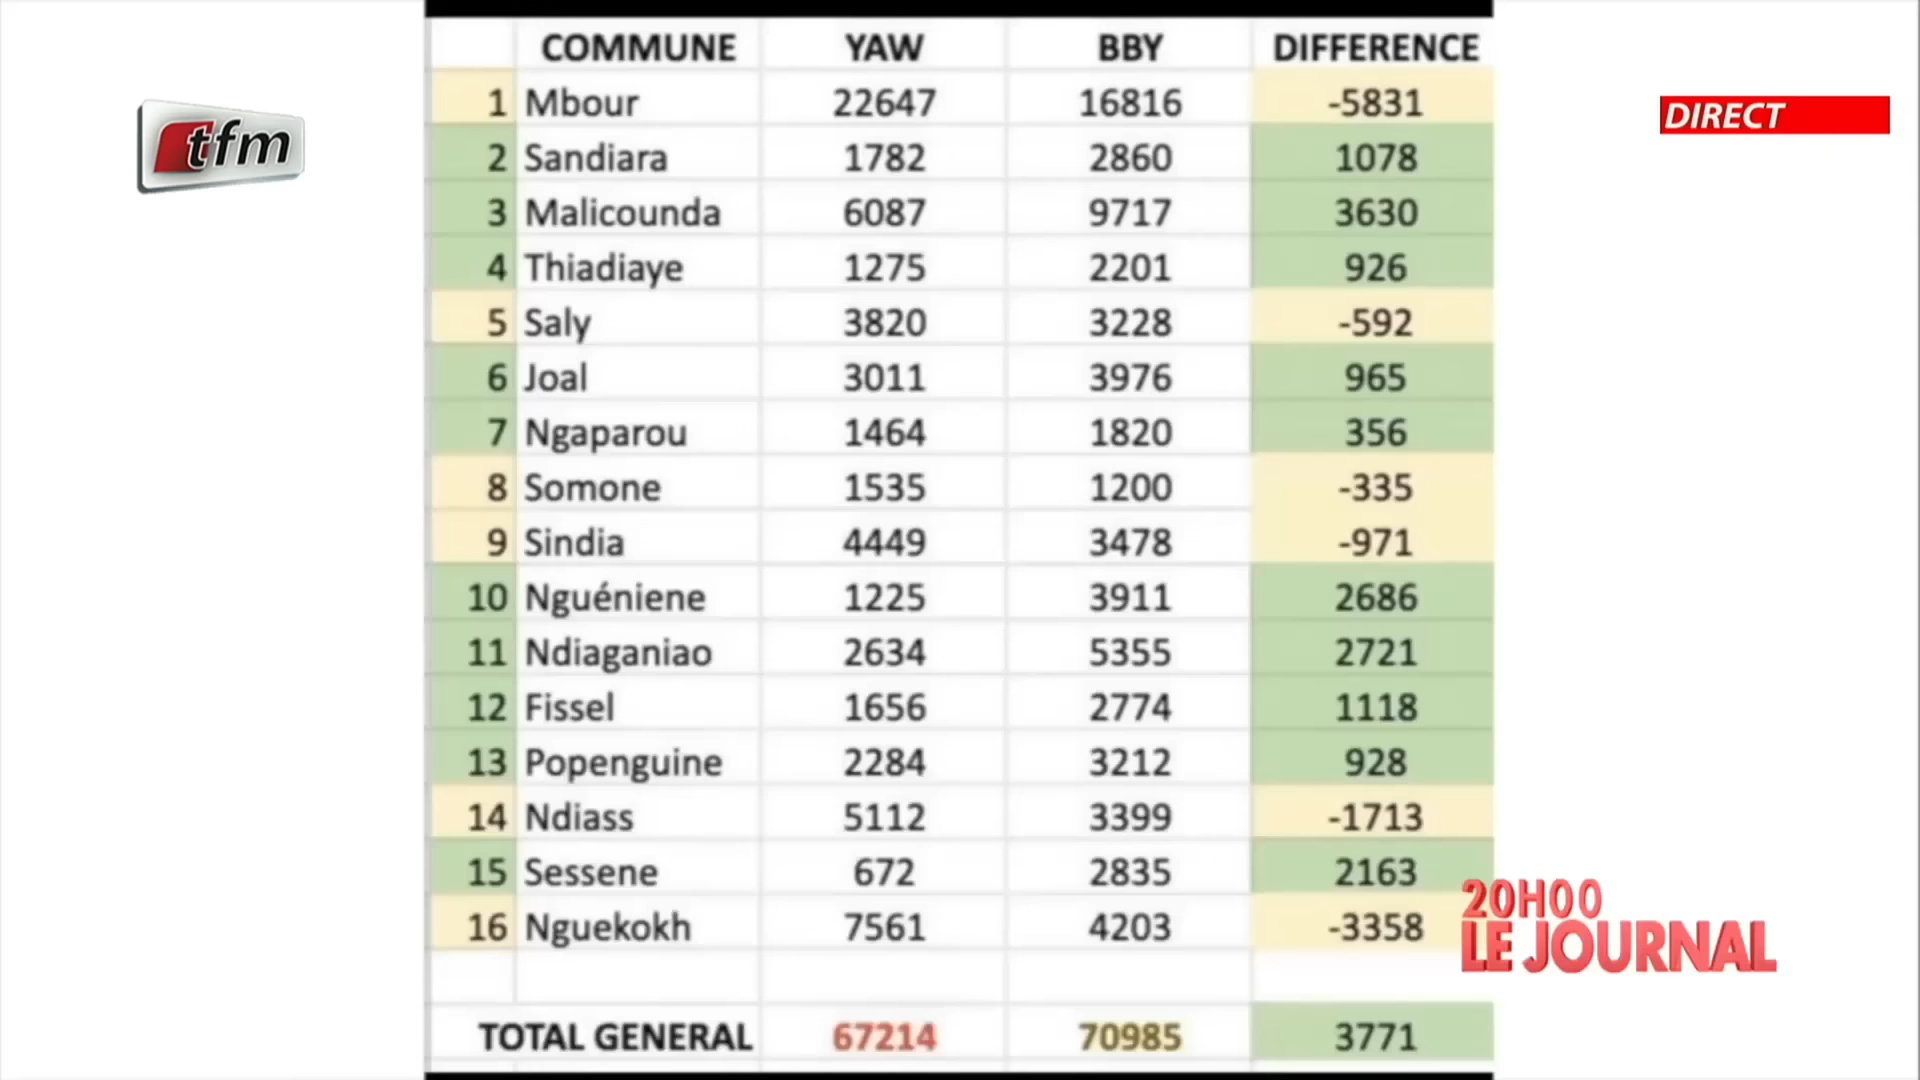 COMMUNE YAW BBY DIFFERENCE
1 Mbour 22647 16816 -5831
2 Sandiara 1782 2860 1078
3 Malicounda 6087 9717 3630
4 Thiadiaye 1275 2201 926
5 Saly 3820 3228 -592
6 Joal 3011 3976 965
7 Ngaparou 1464 1820 356
8 Somone 1535 1200 -335
9 Sindia 4449 3478 -971
10 Nguéniene 1225 3911 2686
11 Ndiaganiao 2634 5355 2721
12 Fissel 1656 2774 1118
13 Popenguine 2284 3212 928
14 Ndiass 5112 3399 -1713
15 Sessene 672 2835 2163
16 Nguekokh 7561 4203 -3358
TOTAL GENERAL 67214 70985 3771
tfm
DIRECT
20H00
LE JOURNAL